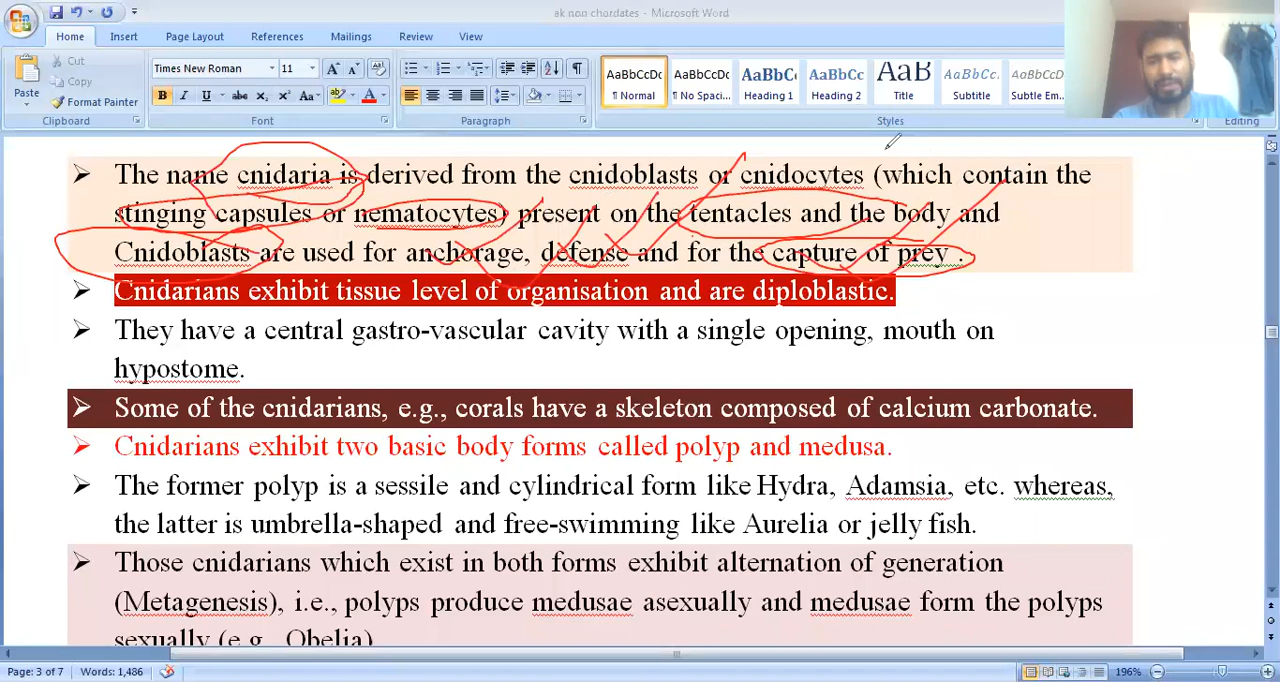 ak non chordates - Microsoft Word
Home Insert Page Layout References Mailings Review View
Paste
Cut
Copy
Format Painter
Clipboard
Times New Roman 11
Font
Paragraph
AaBbCcDc AaBbCcDc AaBbCc AaBbCc AaB AaBbCc. AaBbCcDc
¶ Normal ¶ No Spaci... Heading 1 Heading 2 Title Subtitle Subtle Em...
Styles
Editing
The name cnidaria is derived from the cnidoblasts or cnidocytes (which contain the
stinging capsules or nematocytes) present on the tentacles and the body and
Cnidoblasts are used for anchorage, defense and for the capture of prey .
Cnidarians exhibit tissue level of organisation and are diploblastic.
They have a central gastro-vascular cavity with a single opening, mouth on
hypostome.
Some of the cnidarians, e.g., corals have a skeleton composed of calcium carbonate.
Cnidarians exhibit two basic body forms called polyp and medusa.
The former polyp is a sessile and cylindrical form like Hydra, Adamsia, etc. whereas,
the latter is umbrella-shaped and free-swimming like Aurelia or jelly fish.
Those cnidarians which exist in both forms exhibit alternation of generation
(Metagenesis), i.e., polyps produce medusae asexually and medusae form the polyps
sexually (e.g., Obelia)
Page: 3 of 7 Words: 1,486 196%